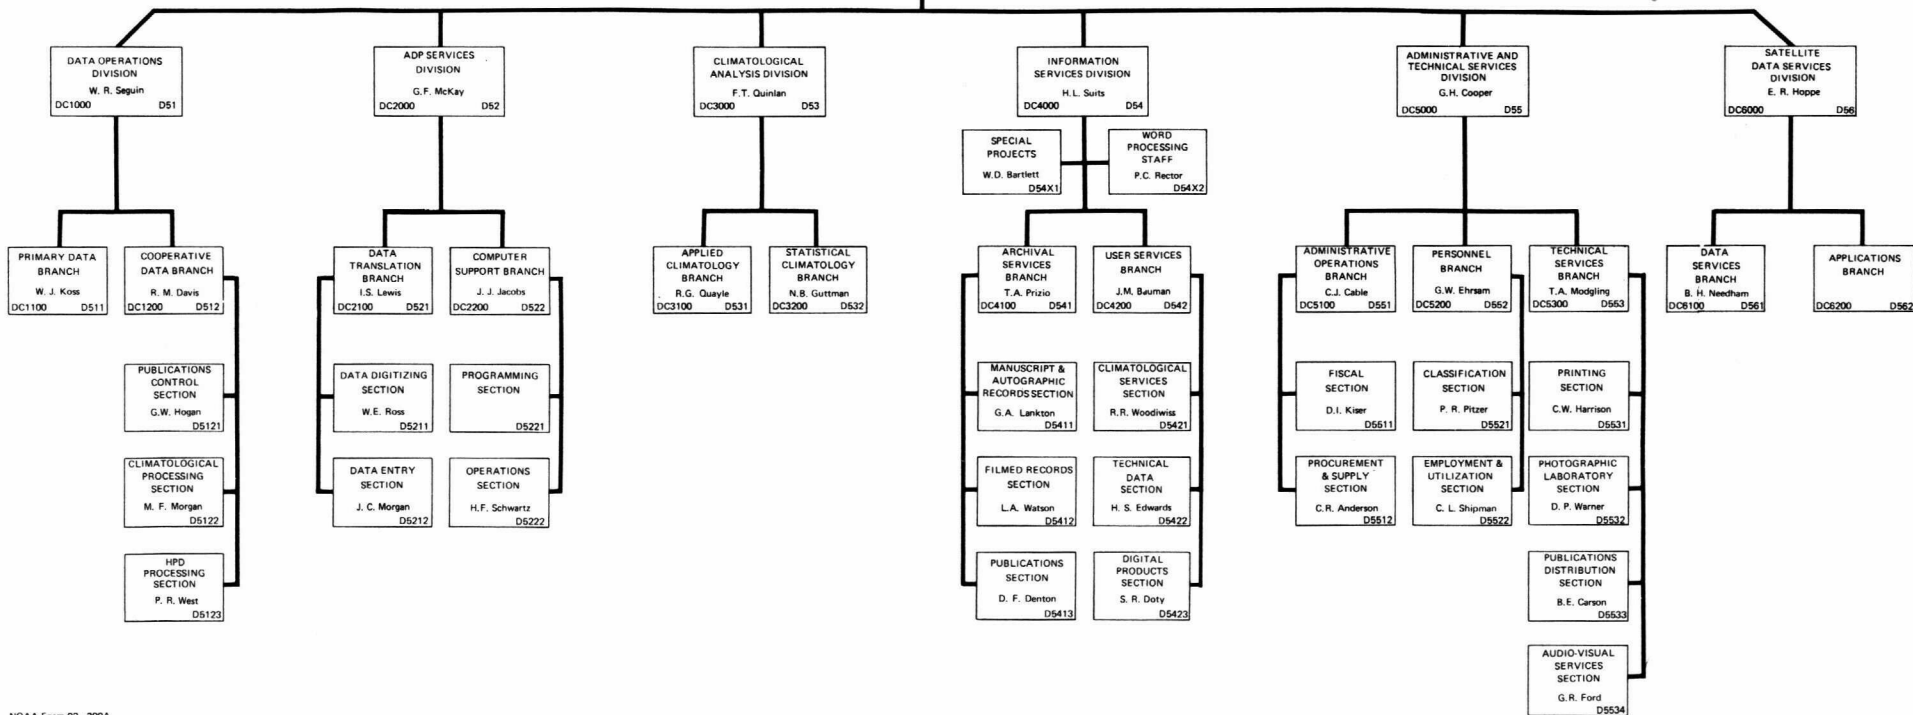 DATA OPERATIONS
DIVISION
W. R. Seguin
DC1000 D51
ADP SERVICES
DIVISION
G.F. McKay
DC2000 D52
CLIMATOLOGICAL
ANALYSIS DIVISION
F.T. Quinlan
DC3000 D53
INFORMATION
SERVICES DIVISION
H.L. Suits
DC4000 D54
ADMINISTRATIVE AND
TECHNICAL SERVICES
DIVISION
G.H. Cooper
DC5000 D55
SATELLITE
DATA SERVICES
DIVISION
E. R. Hoppe
DC6000 D56
SPECIAL
PROJECTS
W.D. Bartlett
D54X1
WORD
PROCESSING
STAFF
P.C. Rector
D54X2
PRIMARY DATA
BRANCH
W. J. Koss
DC1100 D511
COOPERATIVE
DATA BRANCH
R. M. Davis
DC1200 D512
DATA
TRANSLATION
BRANCH
I.S. Lewis
DC2100 D521
COMPUTER
SUPPORT BRANCH
J. J. Jacobs
DC2200 D522
APPLIED
CLIMATOLOGY
BRANCH
R.G. Quayle
DC3100 D531
STATISTICAL
CLIMATOLOGY
BRANCH
N.B. Guttman
DC3200 D532
ARCHIVAL
SERVICES
BRANCH
T.A. Prizio
DC4100 D541
USER SERVICES
BRANCH
J.M. Bauman
DC4200 D542
ADMINISTRATIVE
OPERATIONS
BRANCH
C.J. Cable
DC5100 D551
PERSONNEL
BRANCH
G.W. Ehrsam
DC5200 D552
TECHNICAL
SERVICES
BRANCH
T.A. Modgling
DC5300 D553
DATA
SERVICES
BRANCH
B. H. Needham
DC6100 D561
APPLICATIONS
BRANCH
DC6200 D562
PUBLICATIONS
CONTROL
SECTION
G.W. Hogan
D5121
DATA DIGITIZING
SECTION
W.E. Ross
D5211
PROGRAMMING
SECTION
D5221
MANUSCRIPT &
AUTOGRAPHIC
RECORDS SECTION
G.A. Lankton
D5411
CLIMATOLOGICAL
SERVICES
SECTION
R.R. Woodiwiss
D5421
FISCAL
SECTION
D.I. Kiser
D5511
CLASSIFICATION
SECTION
P. R. Pitzer
D5521
PRINTING
SECTION
C.W. Harrison
D5531
CLIMATOLOGICAL
PROCESSING
SECTION
M. F. Morgan
D5122
DATA ENTRY
SECTION
J. C. Morgan
D5212
OPERATIONS
SECTION
H.F. Schwartz
D5222
FILMED RECORDS
SECTION
L.A. Watson
D5412
TECHNICAL
DATA
SECTION
H. S. Edwards
D5422
PROCUREMENT
& SUPPLY
SECTION
C.R. Anderson
D5512
EMPLOYMENT &
UTILIZATION
SECTION
C. L. Shipman
D5522
PHOTOGRAPHIC
LABORATORY
SECTION
D. P. Warner
D5532
HPD
PROCESSING
SECTION
P. R. West
D5123
PUBLICATIONS
SECTION
D. F. Denton
D5413
DIGITAL
PRODUCTS
SECTION
S. R. Doty
D5423
PUBLICATIONS
DISTRIBUTION
SECTION
B.E. Carson
D5533
AUDIO-VISUAL
SERVICES
SECTION
G.R. Ford
D5534